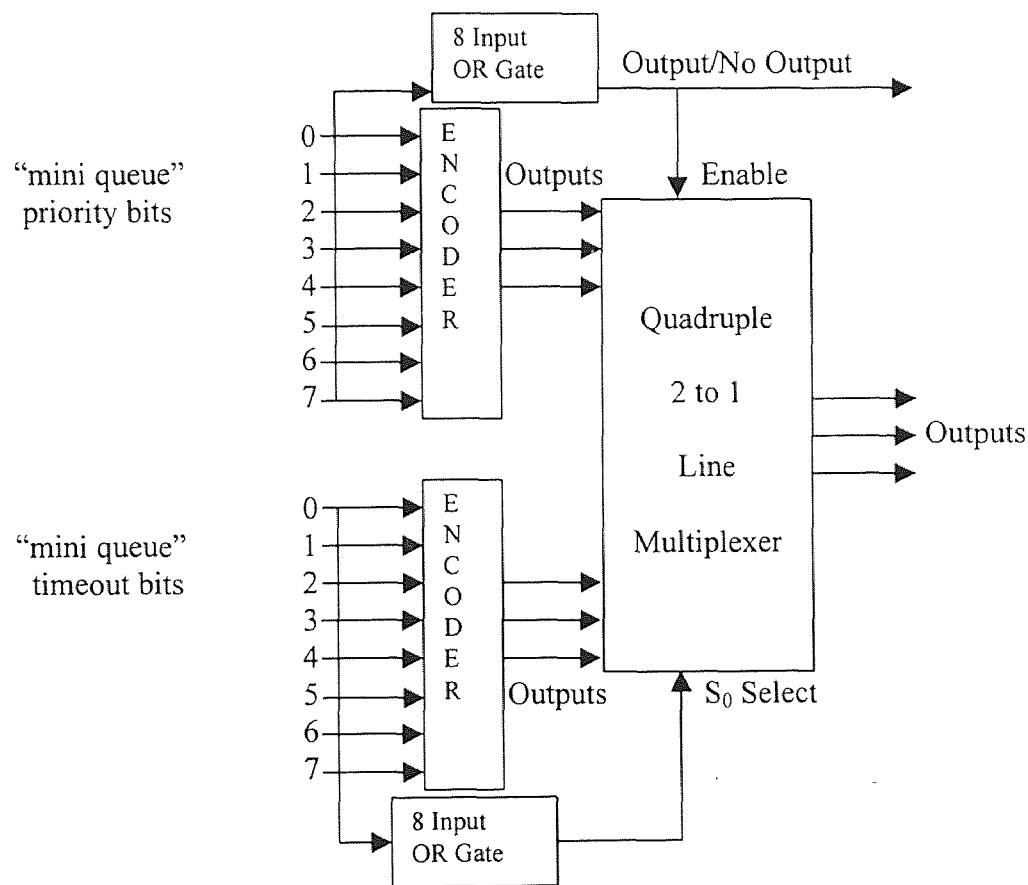 8 Input
OR Gate
Output/No Output
"mini queue"
priority bits
0
1
2
3
4
5
6
7
E
N
C
O
D
E
R
Outputs
Enable
Quadruple
2 to 1
Line
Multiplexer
Outputs
"mini queue"
timeout bits
0
1
2
3
4
5
6
7
E
N
C
O
D
E
R
Outputs
S₀ Select
8 Input
OR Gate